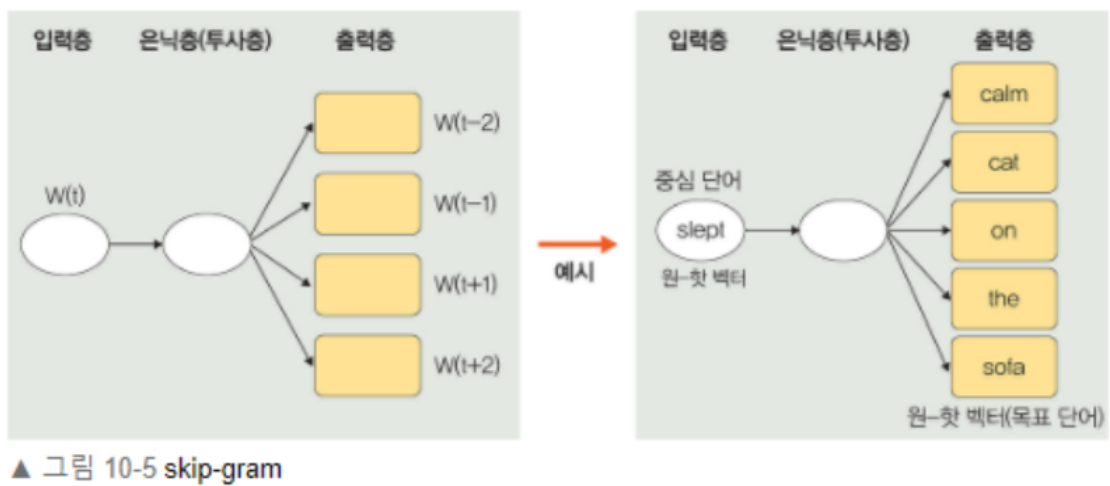 입력층 은닉층(투사층) 출력층
W(t-2)
W(t)
W(t-1)
W(t+1)
W(t+2)
예시
입력층 은닉층(투사층) 출력층
calm
cat
중심 단어
slept
on
원-핫 벡터
the
sofa
원-핫 벡터(목표 단어)
▲ 그림 10-5 skip-gram